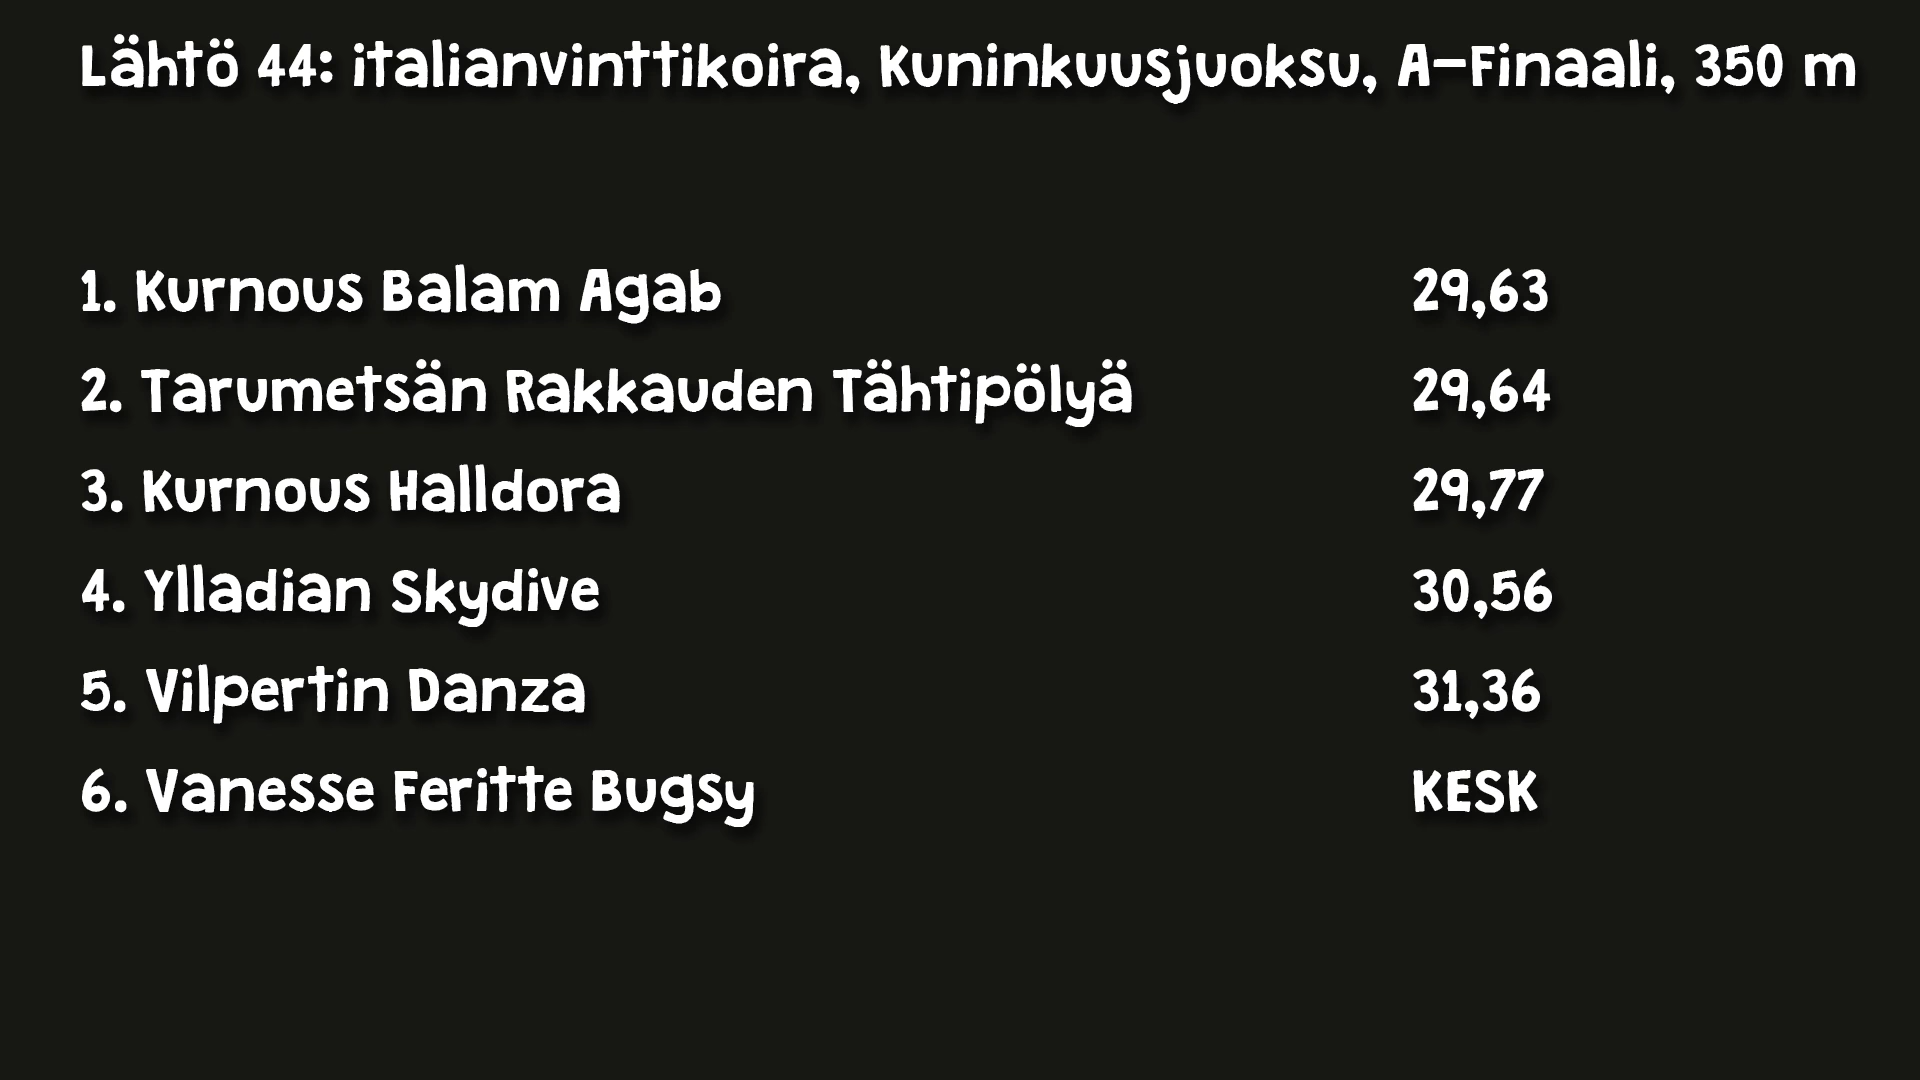 Lähtö 44: italianvinttikoira, Kuninkuusjuoksu, A-Finaali, 350 m
1. Kurnous Balam Agab 29,63
2. Tarumetsän Rakkauden Tähtipölyä 29,64
3. Kurnous Halldora 29,77
4. Ylladian Skydive 30,56
5. Vilpertin Danza 31,36
6. Vanesse Feritte Bugsy KESK